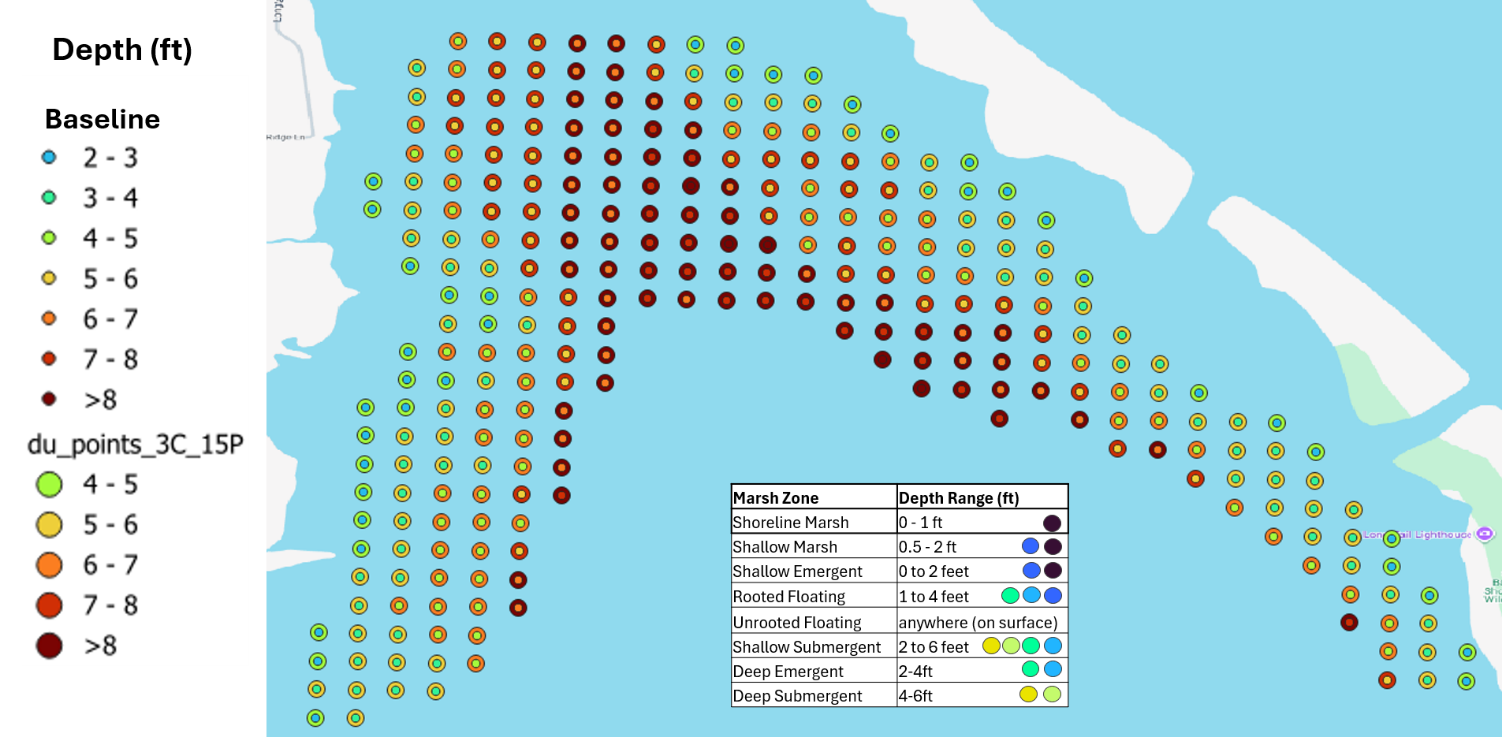 Depth (ft)
Baseline
2 - 3
3 - 4
4 - 5
5 - 6
6 - 7
7 - 8
>8
du_points_3C_15P
4 - 5
5 - 6
6 - 7
7 - 8
>8
Ridge Ln
Marsh Zone Depth Range (ft)
Shoreline Marsh 0 - 1 ft
Shallow Marsh 0.5 - 2 ft
Shallow Emergent 0 to 2 feet
Rooted Floating 1 to 4 feet
Unrooted Floating anywhere (on surface)
Shallow Submergent 2 to 6 feet
Deep Emergent 2-4ft
Deep Submergent 4-6ft
Lighthouse